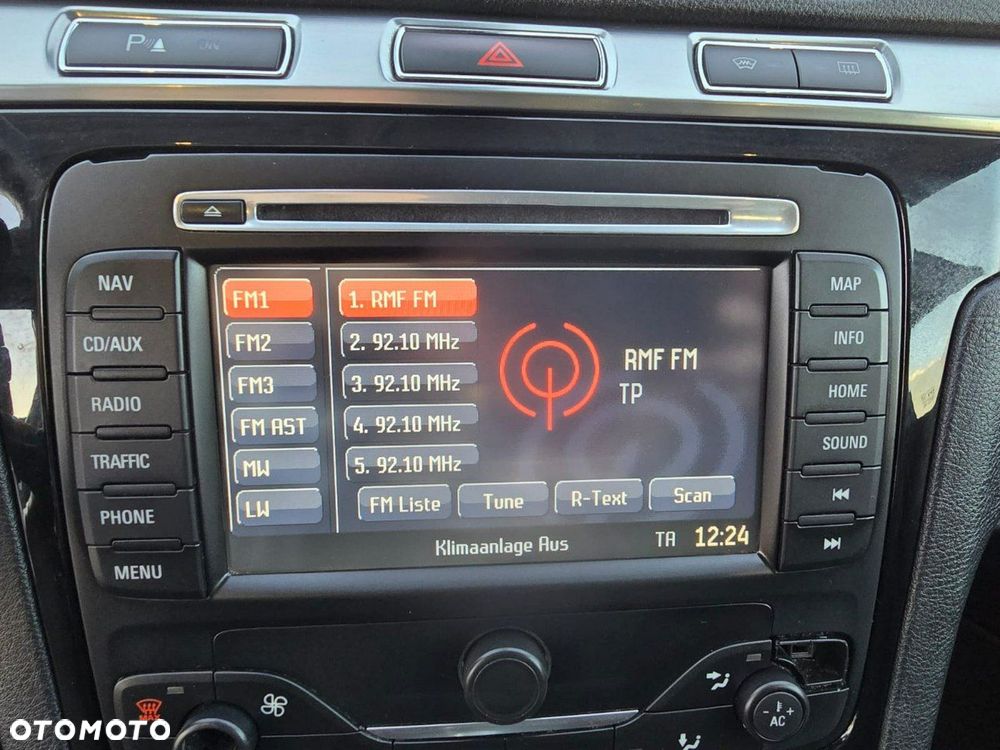 P
NAV
CD/AUX
RADIO
TRAFFIC
PHONE
MENU
FM1
FM2
FM3
FM AST
MW
LW
1. RMF FM
2. 92.10 MHz
3. 92.10 MHz
4. 92.10 MHz
5. 92.10 MHz
RMF FM
TP
FM Liste
Tune
R-Text
Scan
Klimaanlage Aus
TA 12:24
MAP
INFO
HOME
SOUND
MAX
- +
AC
OTOMOTO